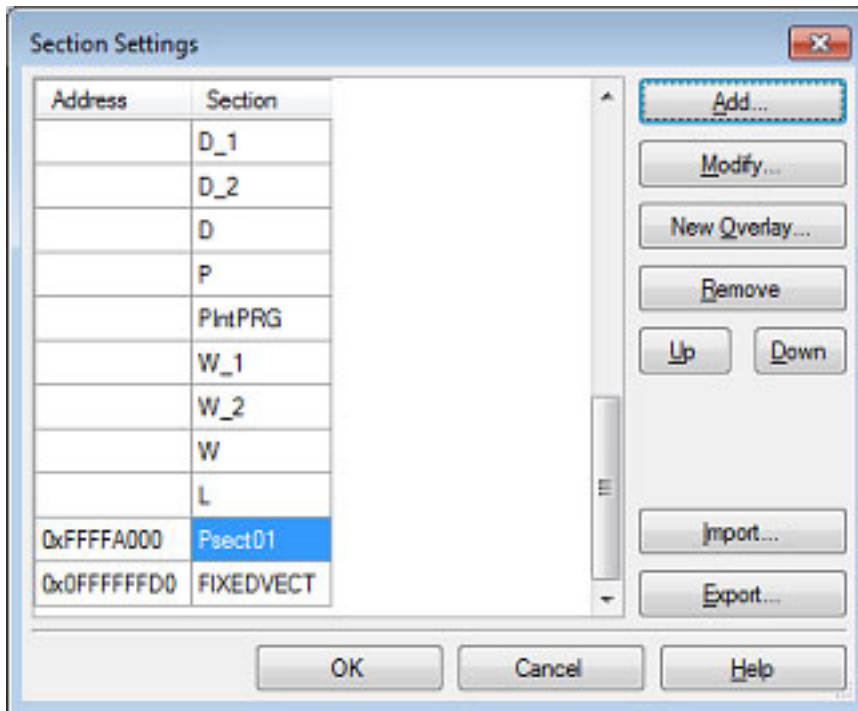 Section Settings
Address Section
D_1
D_2
D
P
PIntPRG
W_1
W_2
W
L
0xFFFFA000 Psect01
0x0FFFFFFD0 FIXEDVECT
Add...
Modify...
New Overlay...
Remove
Up Down
Import...
Export...
OK Cancel Help